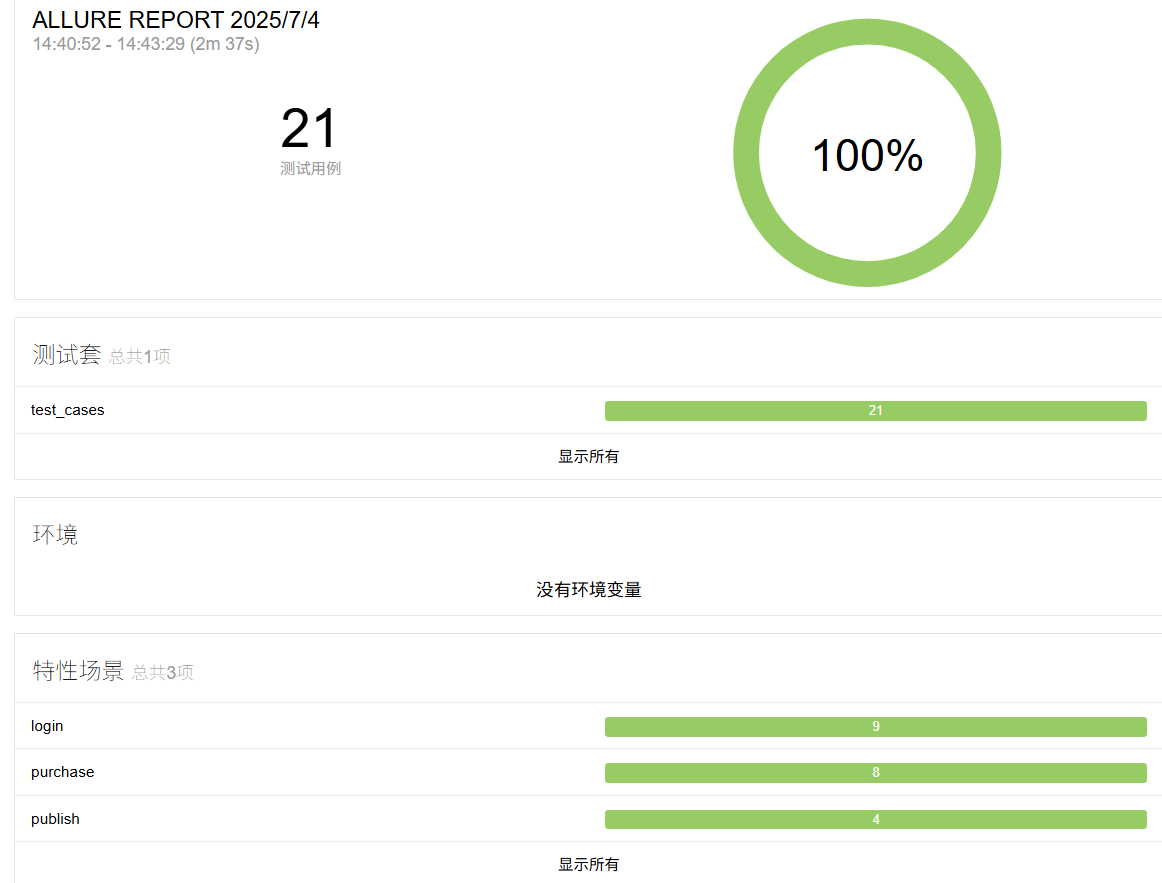 ALLURE REPORT 2025/7/4
14:40:52 - 14:43:29 (2m 37s)
21
测试用例
100%
测试套 总共1项
test_cases 21
显示所有
环境
没有环境变量
特性场景 总共3项
login 9
purchase 8
publish 4
显示所有